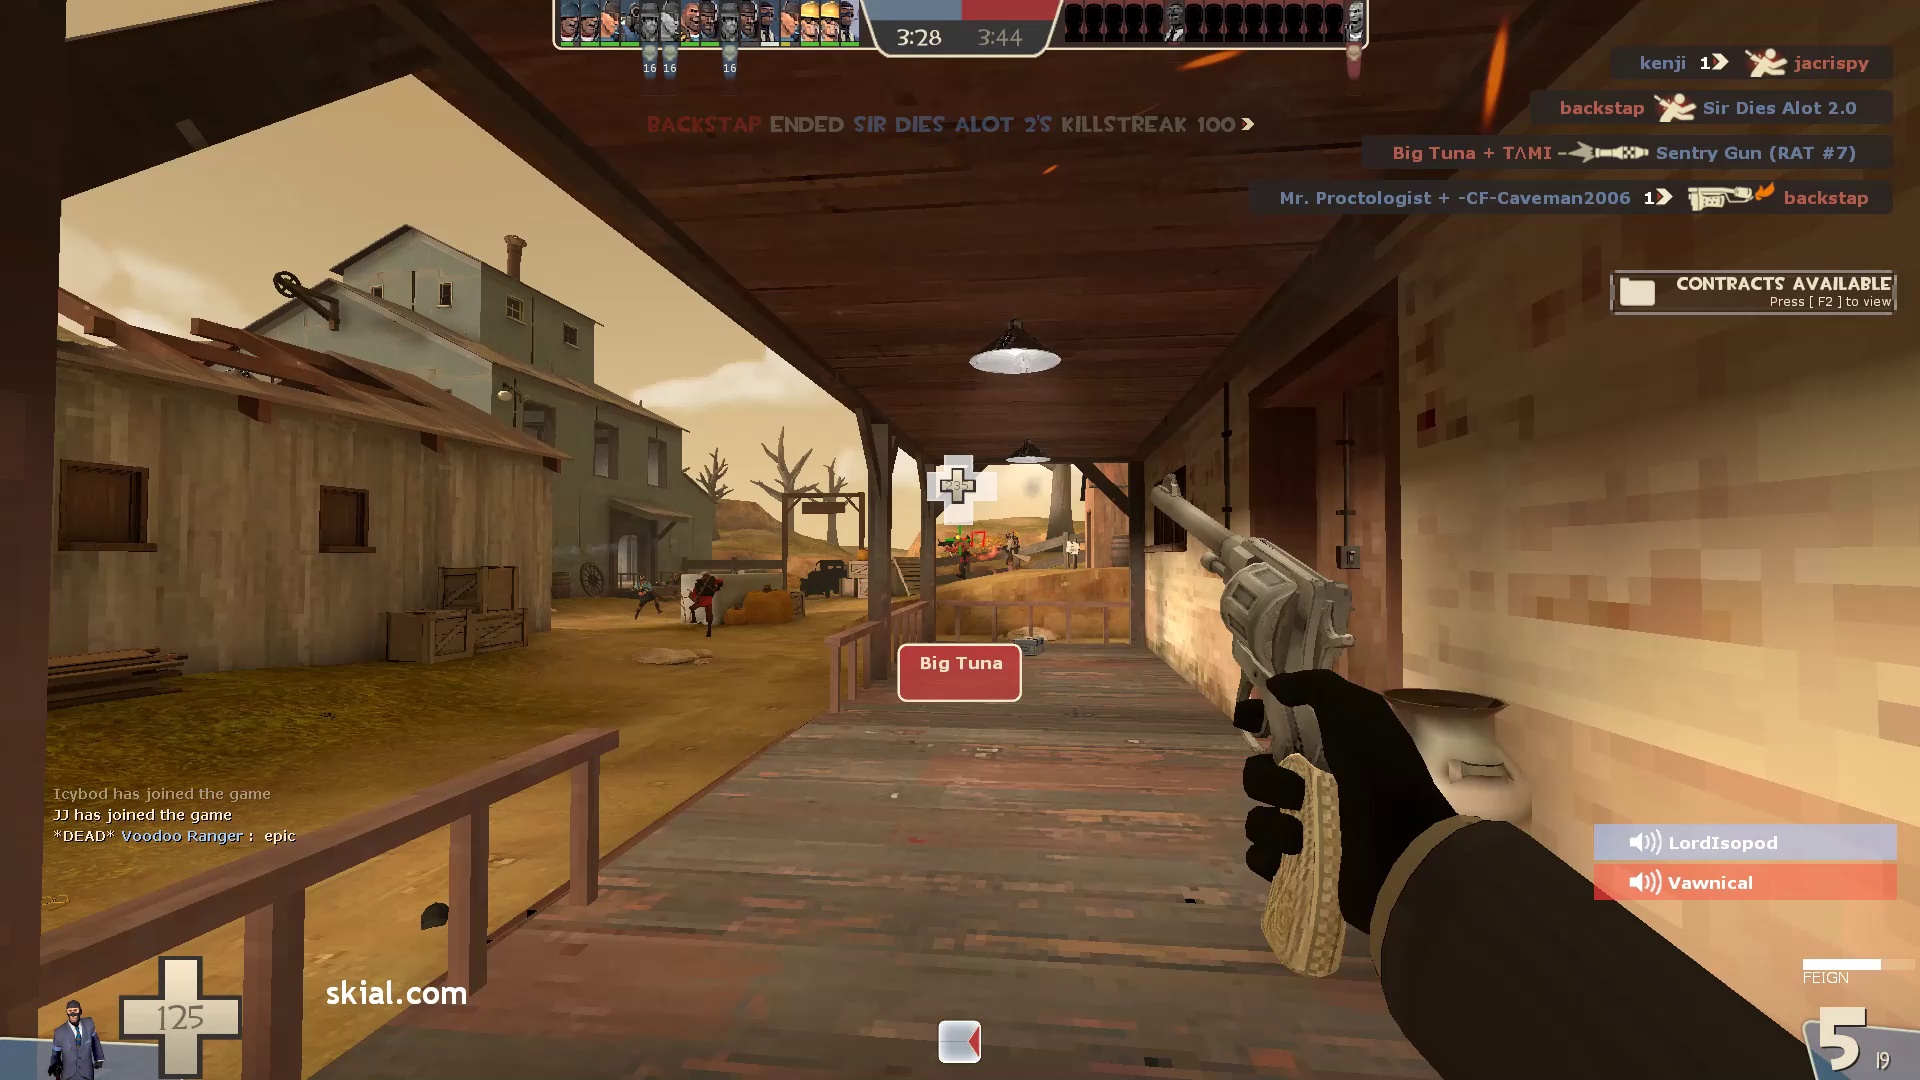 3:28 3:44
16 16 16
kenji 1 jacrispy
backstap Sir Dies Alot 2.0
BACKSTAP ENDED SIR DIES ALOT 2'S KILLSTREAK 100
Big Tuna + TΛMI Sentry Gun (RAT #7)
Mr. Proctologist + -CF-Caveman2006 1 backstap
CONTRACTS AVAILABLE
Press [ F2 ] to view
Big Tuna
Icybod has joined the game
JJ has joined the game
*DEAD* Voodoo Ranger : epic
LordIsopod
Vawnical
FEIGN
skial.com
125
5 19